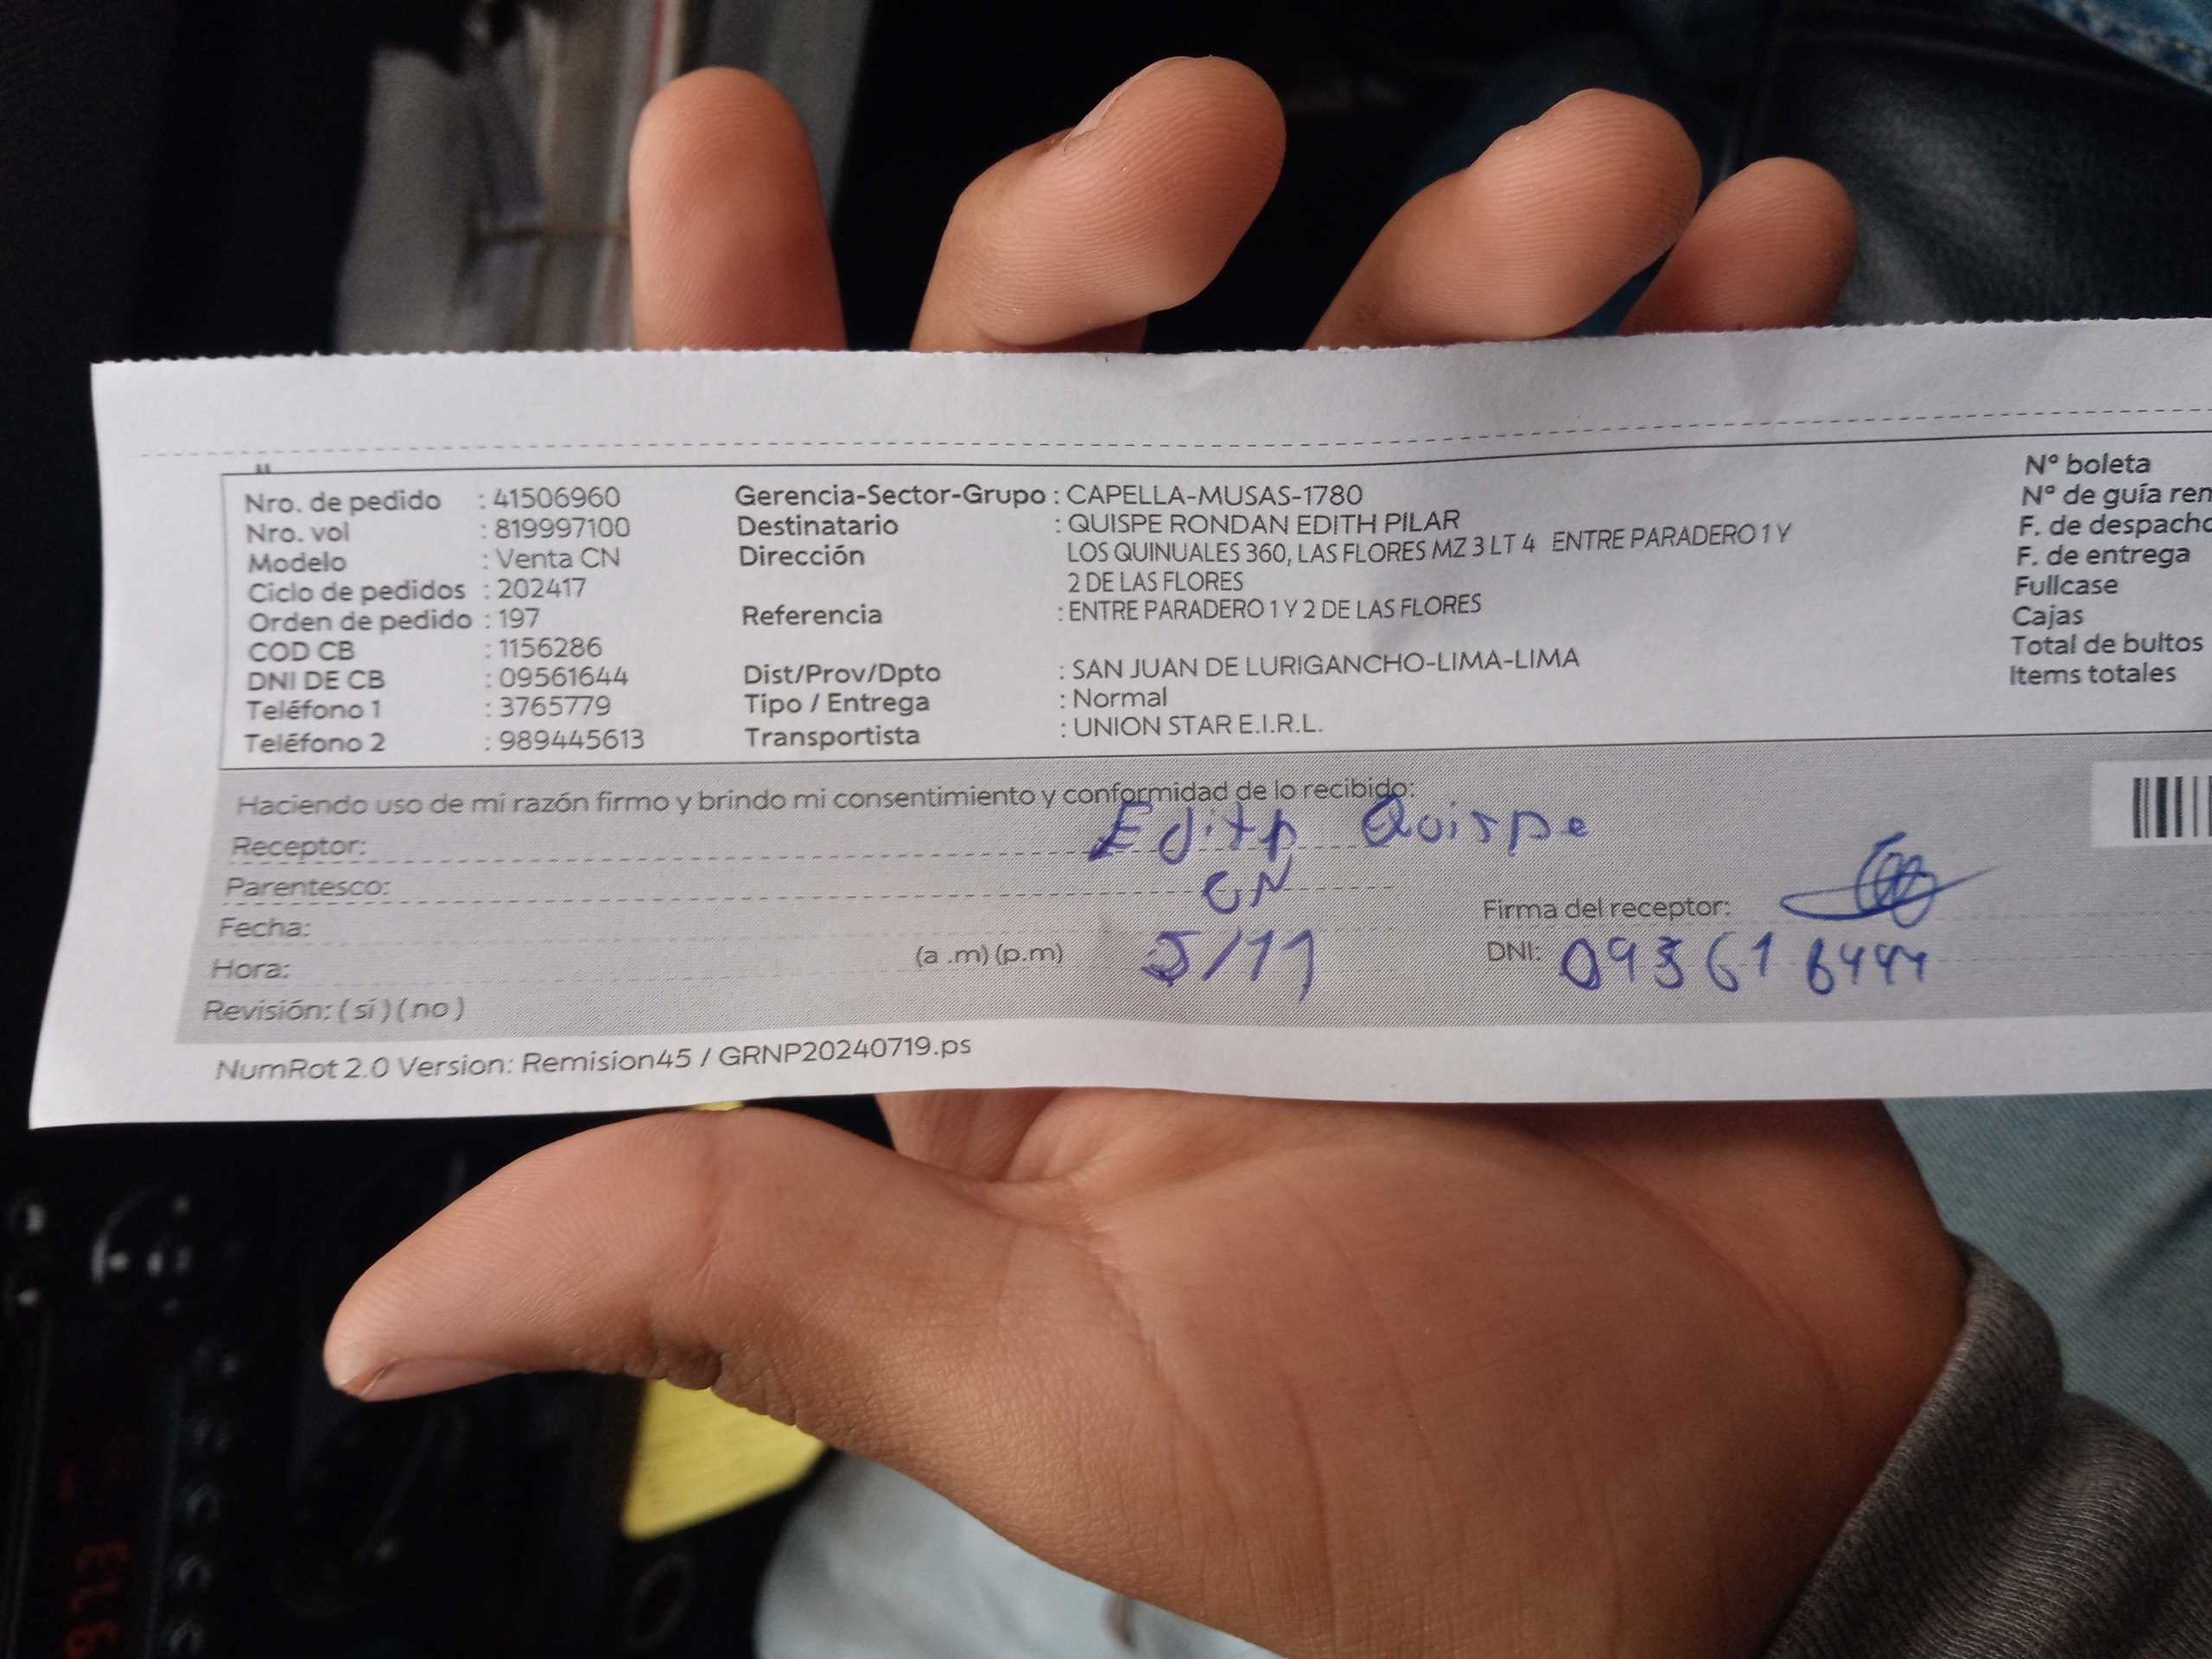 Nro. de pedido : 41506960 Gerencia-Sector-Grupo : CAPELLA-MUSAS-1780 N° boleta
Nro. vol : 819997100 Destinatario : QUISPE RONDAN EDITH PILAR N° de guía rem
Modelo : Venta CN Dirección LOS QUINUALES 360, LAS FLORES MZ 3 LT 4 ENTRE PARADERO 1 Y F. de despacho
Ciclo de pedidos : 202417 2 DE LAS FLORES F. de entrega
Orden de pedido : 197 Referencia : ENTRE PARADERO 1 Y 2 DE LAS FLORES Fullcase
COD CB : 1156286 Cajas
DNI DE CB : 09561644 Dist/Prov/Dpto : SAN JUAN DE LURIGANCHO-LIMA-LIMA Total de bultos
Teléfono 1 : 3765779 Tipo / Entrega : Normal Items totales
Teléfono 2 : 989445613 Transportista : UNION STAR E.I.R.L.
Haciendo uso de mi razón firmo y brindo mi consentimiento y conformidad de lo recibido:
Receptor: Edith Quispe
Parentesco: CN
Fecha: Firma del receptor:
Hora: (a .m) (p.m) 5/11 DNI:
Revisión: ( sí ) ( no )
NumRot 2.0 Version: Remision45 / GRNP20240719.ps